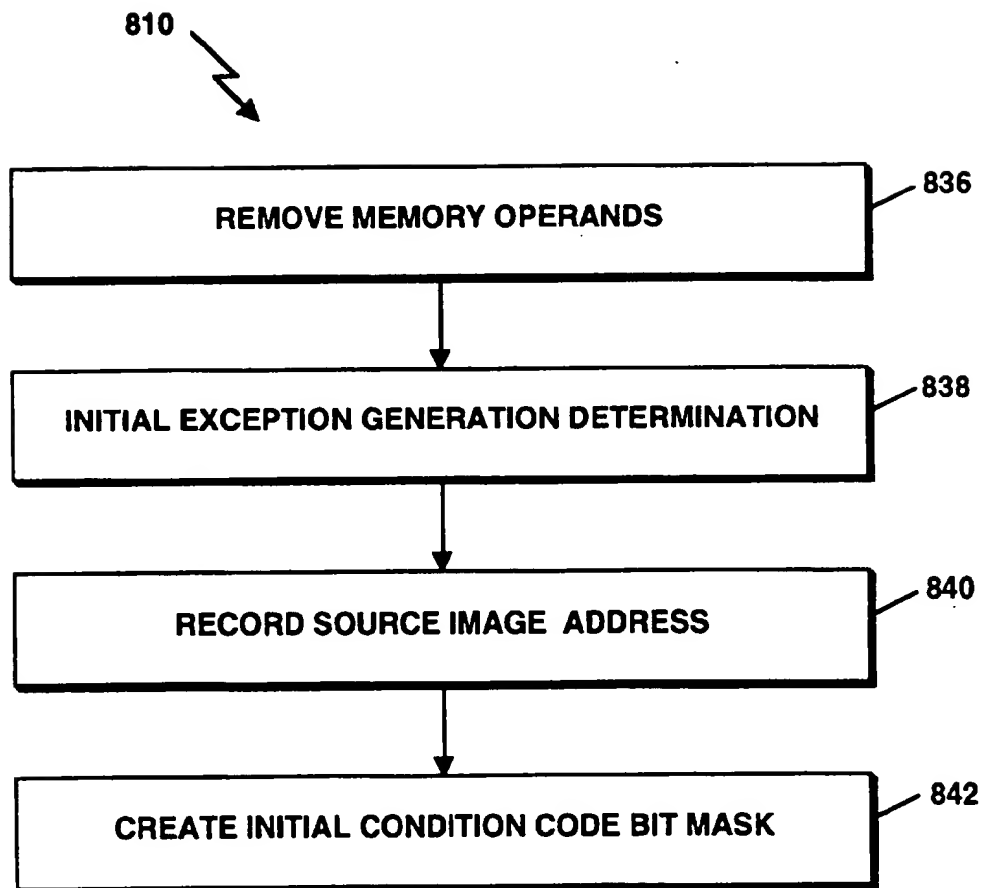 810
REMOVE MEMORY OPERANDS
836
INITIAL EXCEPTION GENERATION DETERMINATION
838
RECORD SOURCE IMAGE ADDRESS
840
CREATE INITIAL CONDITION CODE BIT MASK
842